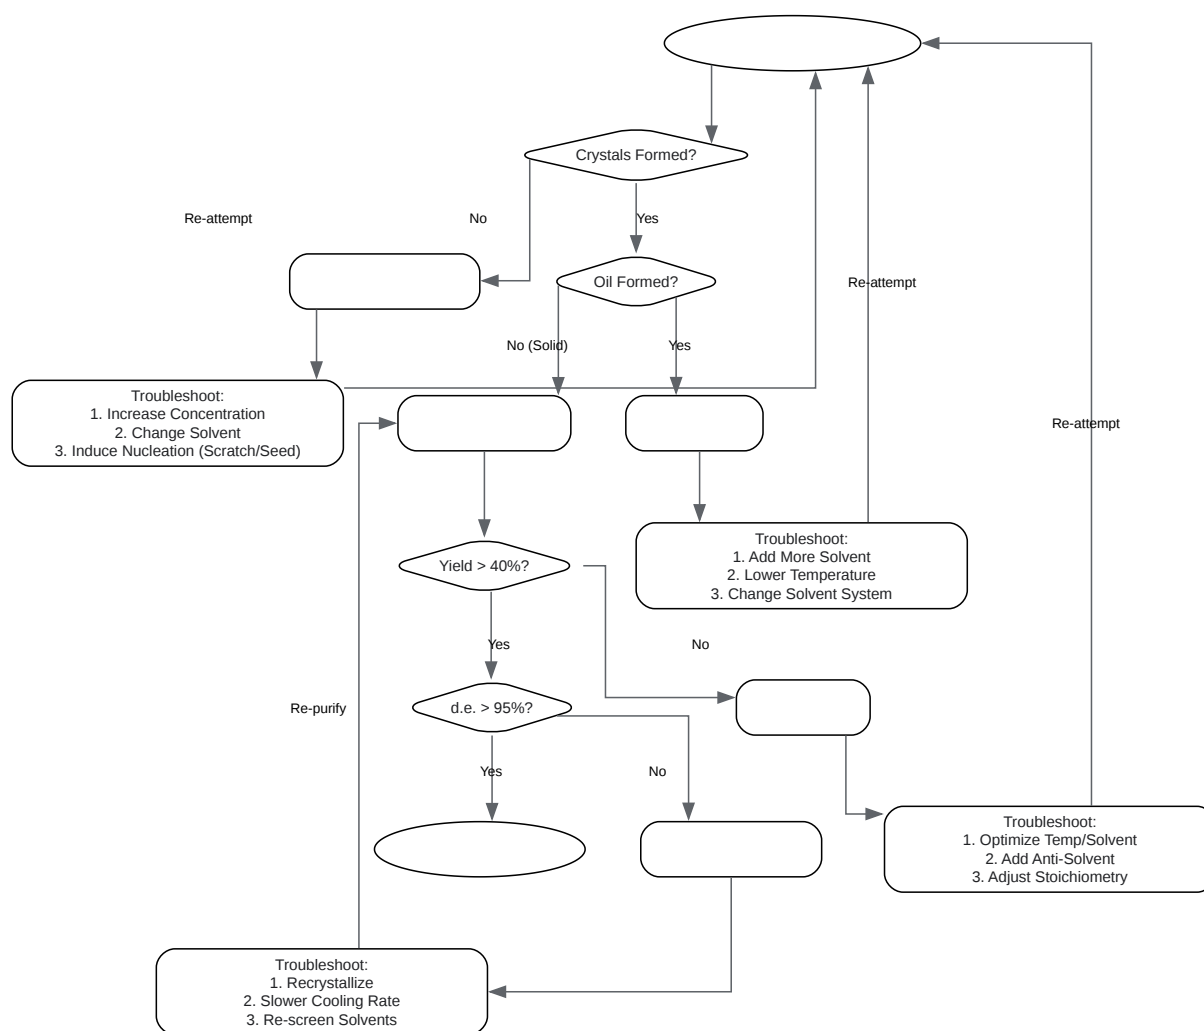 Crystals Formed?
Re-attempt
No
Yes
Oil Formed?
Re-attempt
No (Solid)
Yes
Troubleshoot:
1. Increase Concentration
2. Change Solvent
3. Induce Nucleation (Scratch/Seed)
Re-attempt
Troubleshoot:
1. Add More Solvent
2. Lower Temperature
3. Change Solvent System
Yield > 40%?
Yes
No
Re-purify
d.e. > 95%?
Yes
No
Troubleshoot:
1. Optimize Temp/Solvent
2. Add Anti-Solvent
3. Adjust Stoichiometry
Troubleshoot:
1. Recrystallize
2. Slower Cooling Rate
3. Re-screen Solvents